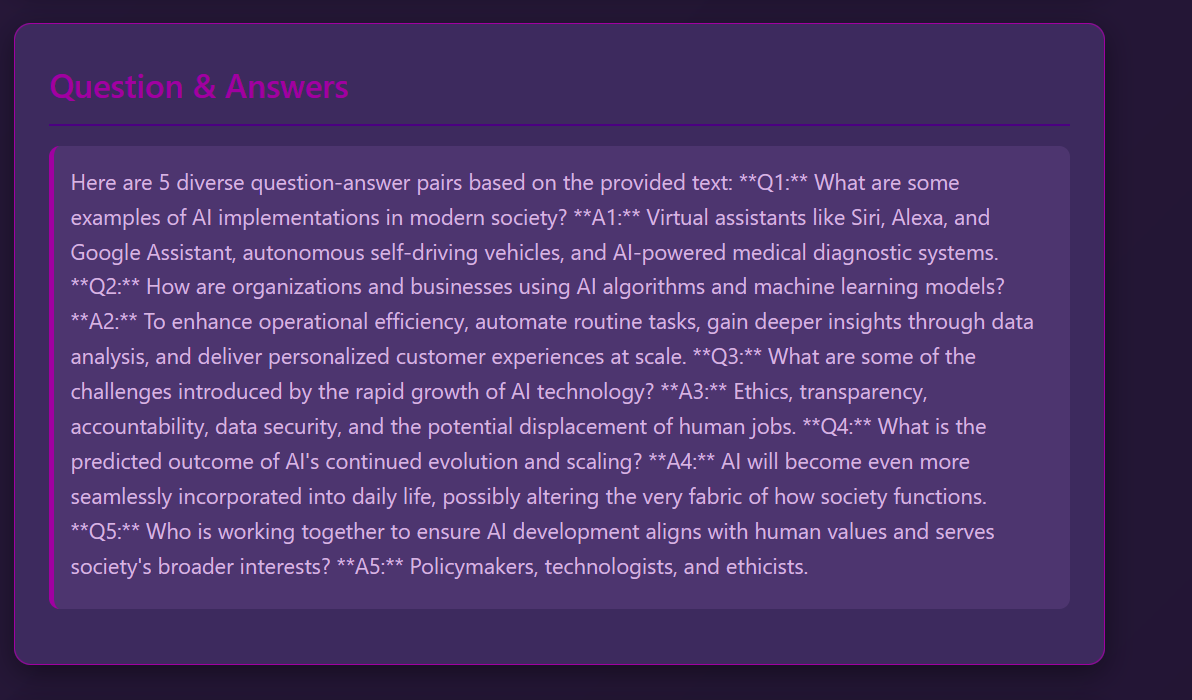 Question & Answers
Here are 5 diverse question-answer pairs based on the provided text: **Q1:** What are some
examples of AI implementations in modern society? **A1:** Virtual assistants like Siri, Alexa, and
Google Assistant, autonomous self-driving vehicles, and AI-powered medical diagnostic systems.
**Q2:** How are organizations and businesses using AI algorithms and machine learning models?
**A2:** To enhance operational efficiency, automate routine tasks, gain deeper insights through data
analysis, and deliver personalized customer experiences at scale. **Q3:** What are some of the
challenges introduced by the rapid growth of AI technology? **A3:** Ethics, transparency,
accountability, data security, and the potential displacement of human jobs. **Q4:** What is the
predicted outcome of AI's continued evolution and scaling? **A4:** AI will become even more
seamlessly incorporated into daily life, possibly altering the very fabric of how society functions.
**Q5:** Who is working together to ensure AI development aligns with human values and serves
society's broader interests? **A5:** Policymakers, technologists, and ethicists.